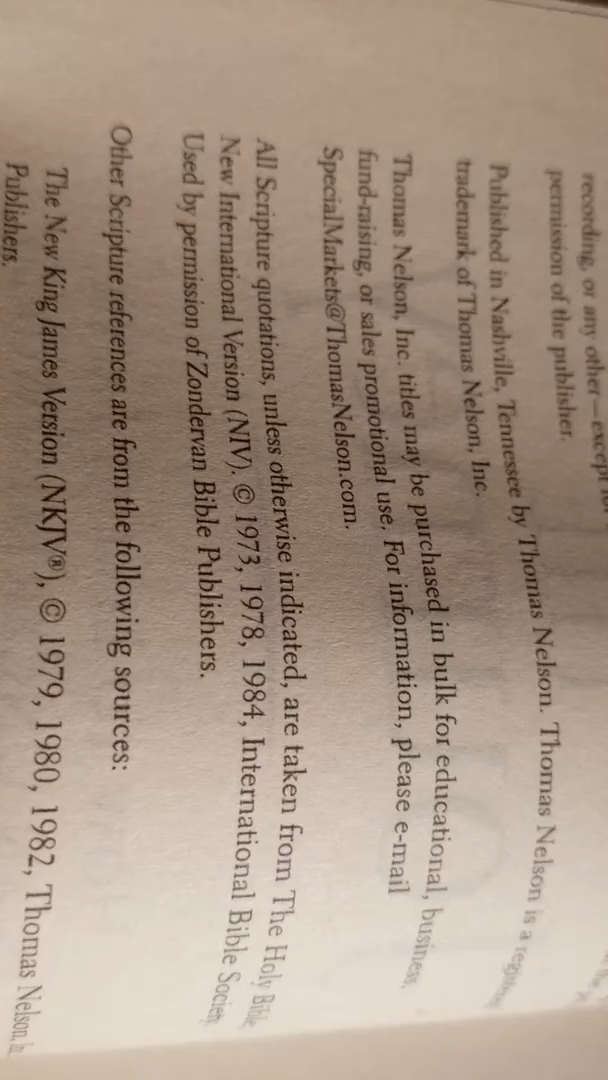 recording, or any other—except
permission of the publisher.
Published in Nashville, Tennessee by Thomas Nelson. Thomas Nelson is a
trademark of Thomas Nelson, Inc.
Thomas Nelson, Inc. titles may be purchased in bulk for educational, business,
fund-raising, or sales promotional use. For information, please e-mail
SpecialMarkets@ThomasNelson.com.
All Scripture quotations, unless otherwise indicated, are taken from The Holy Bible
New International Version (NIV). © 1973, 1978, 1984, International Bible Society
Used by permission of Zondervan Bible Publishers.
Other Scripture references are from the following sources:
The New King James Version (NKJV®), © 1979, 1980, 1982, Thomas Nelson,
Publishers.